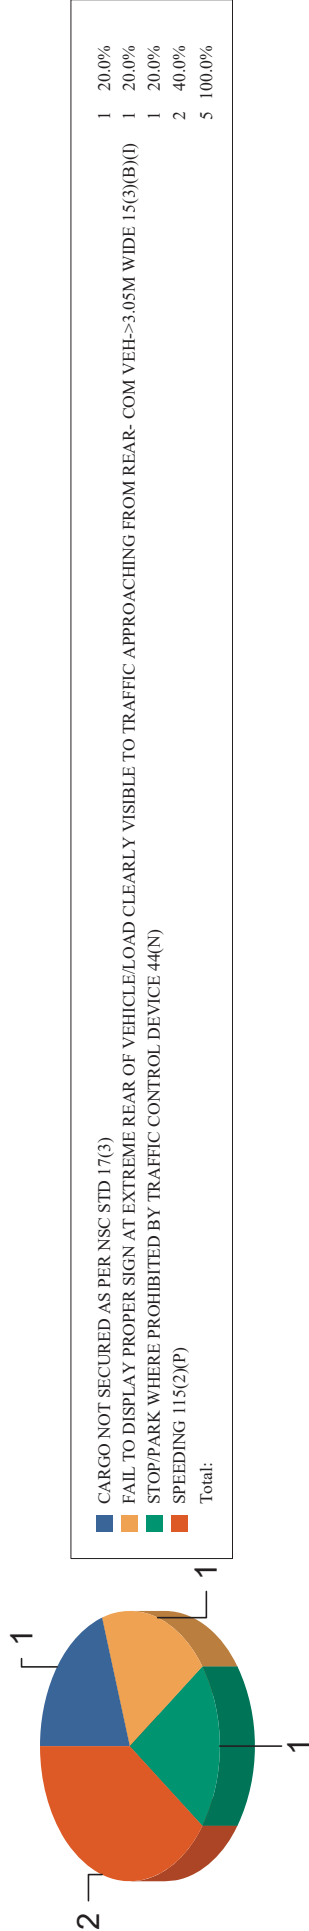 CARGO NOT SECURED AS PER NSC STD 17(3) 1 20.0%
FAIL TO DISPLAY PROPER SIGN AT EXTREME REAR OF VEHICLE/LOAD CLEARLY VISIBLE TO TRAFFIC APPROACHING FROM REAR- COM VEH->3.05M WIDE 15(3)(B)(I) 1 20.0%
STOP/PARK WHERE PROHIBITED BY TRAFFIC CONTROL DEVICE 44(N) 1 20.0%
SPEEDING 115(2)(P) 2 40.0%
Total: 5 100.0%
1
1
1
2